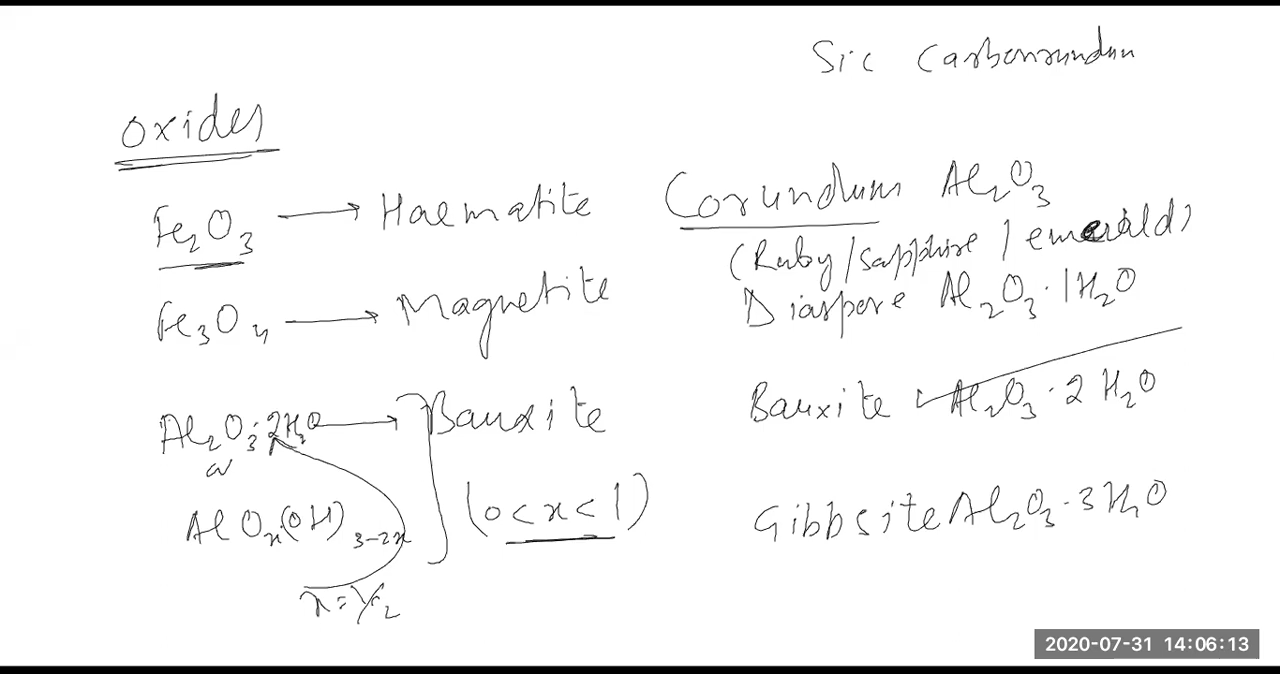 Sic Carbonrundum
oxides
Fe₂O₃ → Haematite
Fe₃O₄ → Magnetite
Al₂O₃·2H₂O → Bauxite
or
AlOₓ(OH)₃₋₂ₓ (0<x<1)
x=1/2
Corundum Al₂O₃
(Ruby/sapphire/emerald)
Diaspore Al₂O₃·1H₂O
Bauxite Al₂O₃·2H₂O
Gibbsite Al₂O₃·3H₂O
2020-07-31 14:06:13